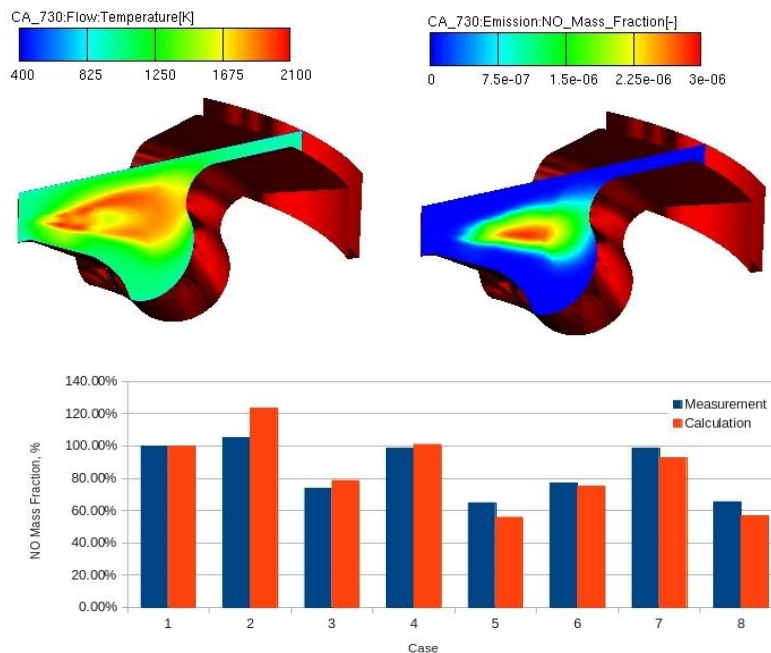 CA_730:Flow:Temperature[K]
400 825 1250 1675 2100
CA_730:Emission:NO_Mass_Fraction[-]
0 7.5e-07 1.5e-06 2.25e-06 3e-06
140.00%
120.00%
100.00%
80.00%
60.00%
40.00%
20.00%
0.00%
NO Mass Fraction, %
Measurement
Calculation
1 2 3 4 5 6 7 8
Case